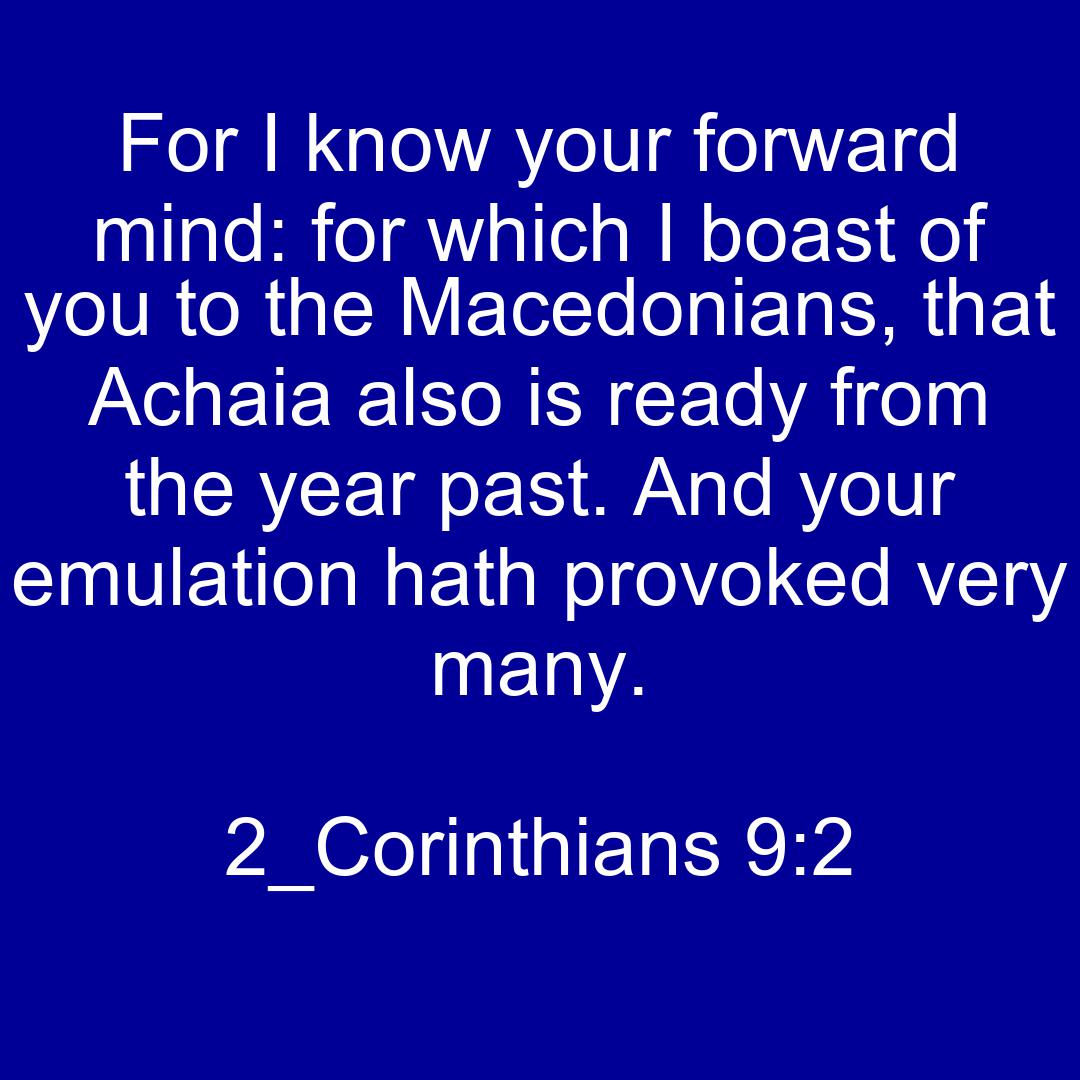 For I know your forward
mind: for which I boast of
you to the Macedonians, that
Achaia also is ready from
the year past. And your
emulation hath provoked very
many.
2_Corinthians 9:2